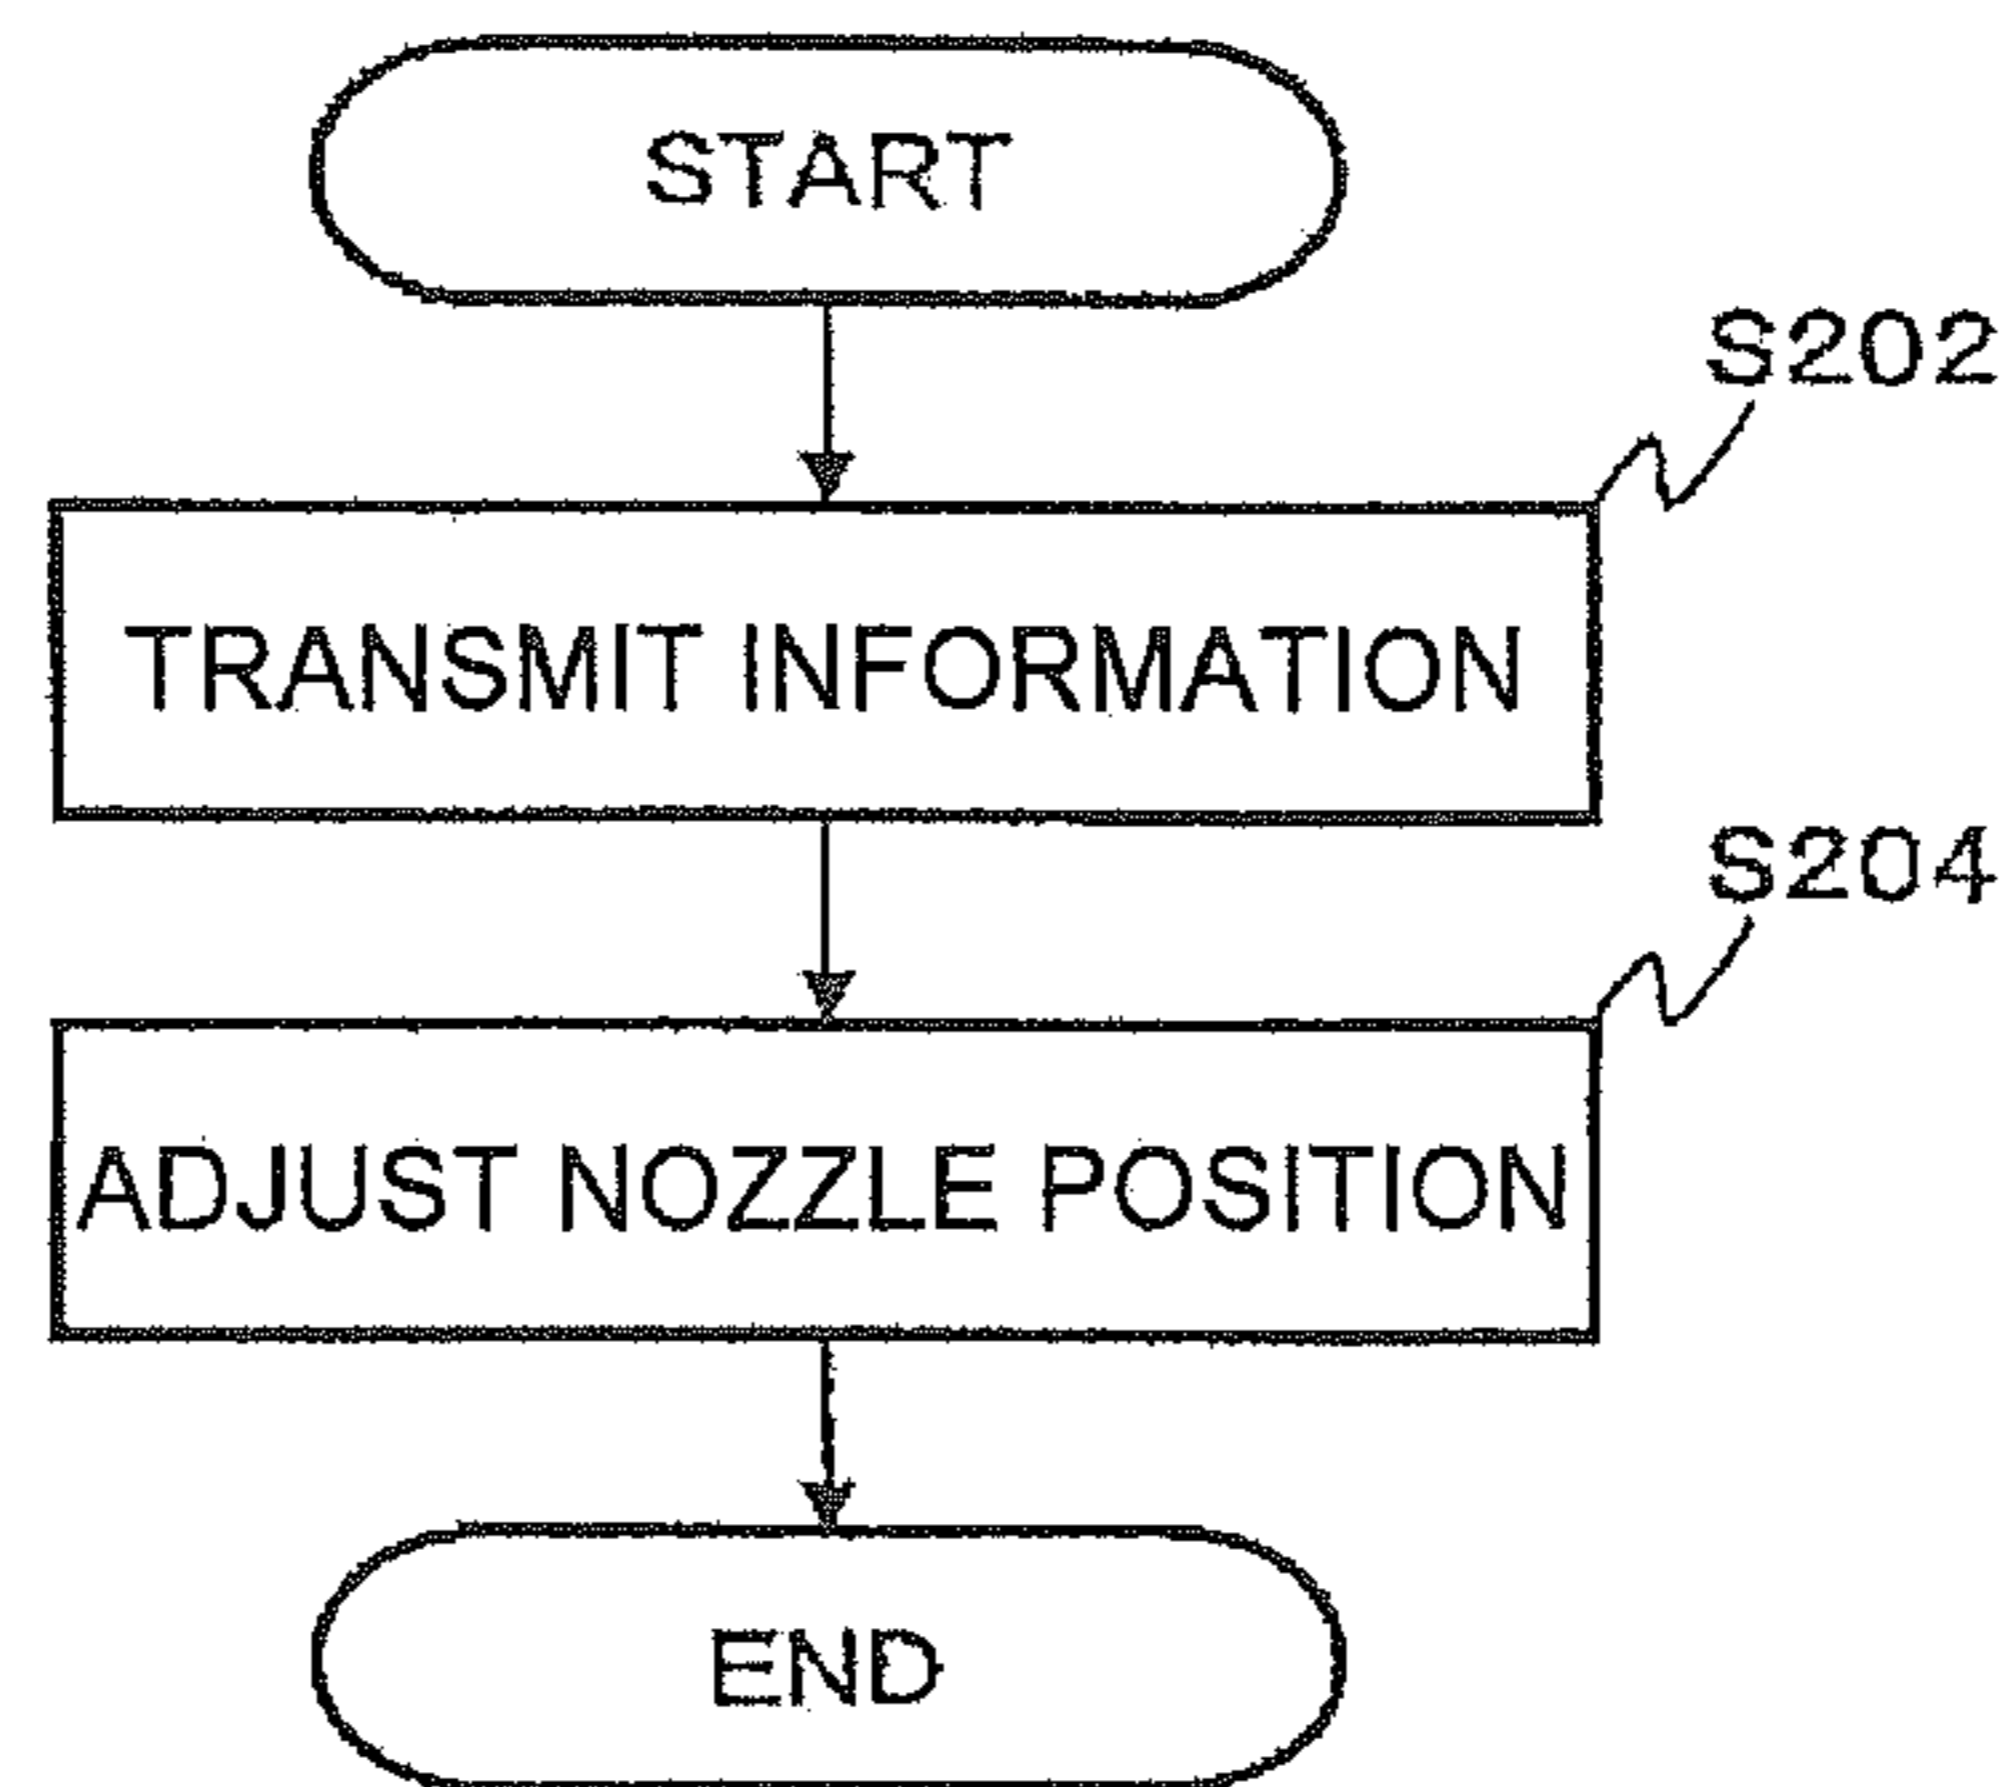 START
S202
TRANSMIT INFORMATION
S204
ADJUST NOZZLE POSITION
END